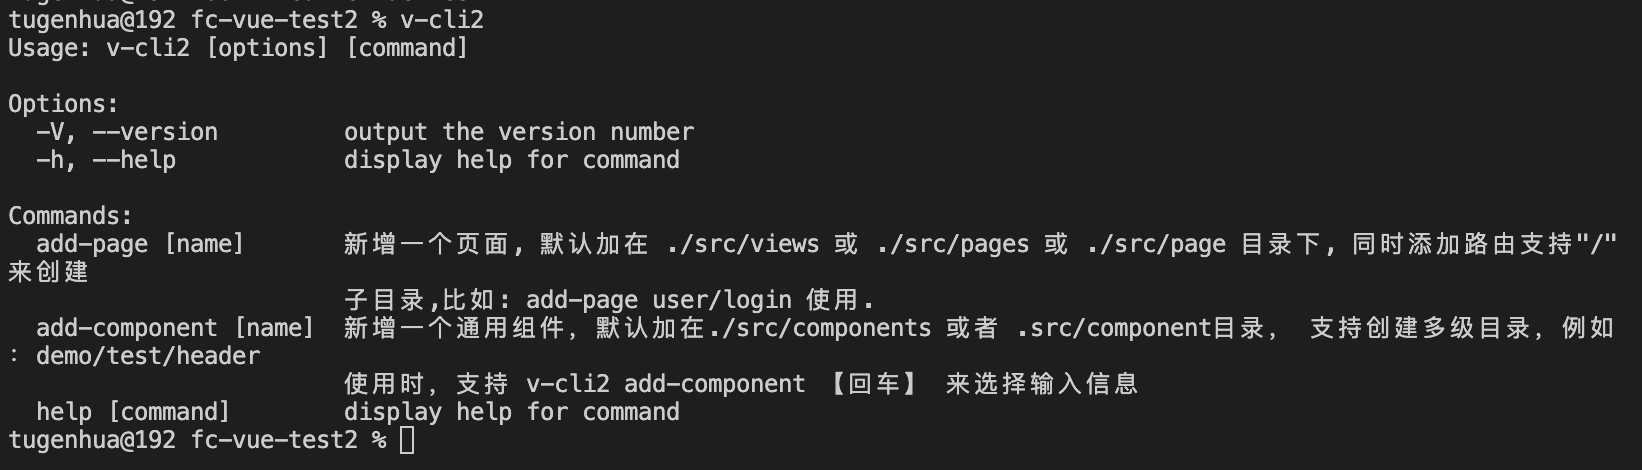 tugenhua@192 fc-vue-test2 % v-cli2
Usage: v-cli2 [options] [command]
Options:
-V, --version output the version number
-h, --help display help for command
Commands:
add-page [name] 新增一个页面, 默认加在 ./src/views 或 ./src/pages 或 ./src/page 目录下, 同时添加路由支持"/"
来创建
子目录,比如: add-page user/login 使用.
add-component [name] 新增一个通用组件, 默认加在./src/components 或者 .src/component目录, 支持创建多级目录, 例如
: demo/test/header
使用时, 支持 v-cli2 add-component 【回车】 来选择输入信息
help [command] display help for command
tugenhua@192 fc-vue-test2 %